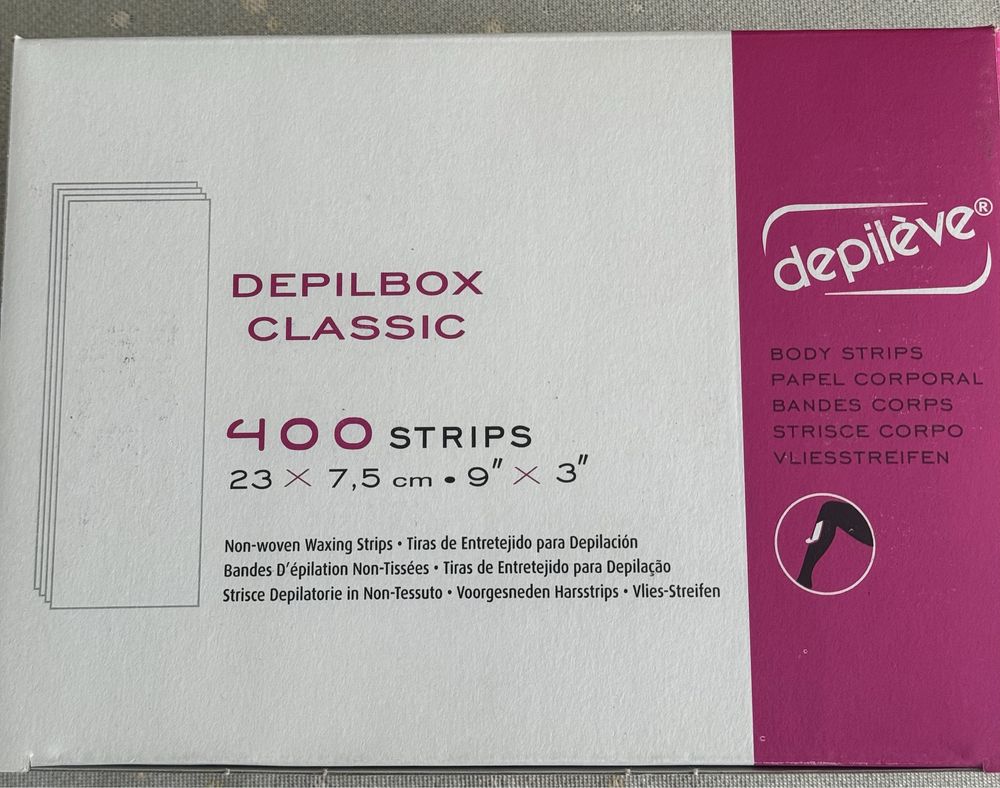 DEPILBOX
CLASSIC
400 STRIPS
23 × 7,5 cm • 9" × 3"
Non-woven Waxing Strips • Tiras de Entretejido para Depilación
Bandes D'épilation Non-Tissées • Tiras de Entretejido para Depilação
Strisce Depilatorie in Non-Tessuto • Voorgesneden Harsstrips • Vlies-Streifen
depilève®
BODY STRIPS
PAPEL CORPORAL
BANDES CORPS
STRISCE CORPO
VLIESSTREIFEN